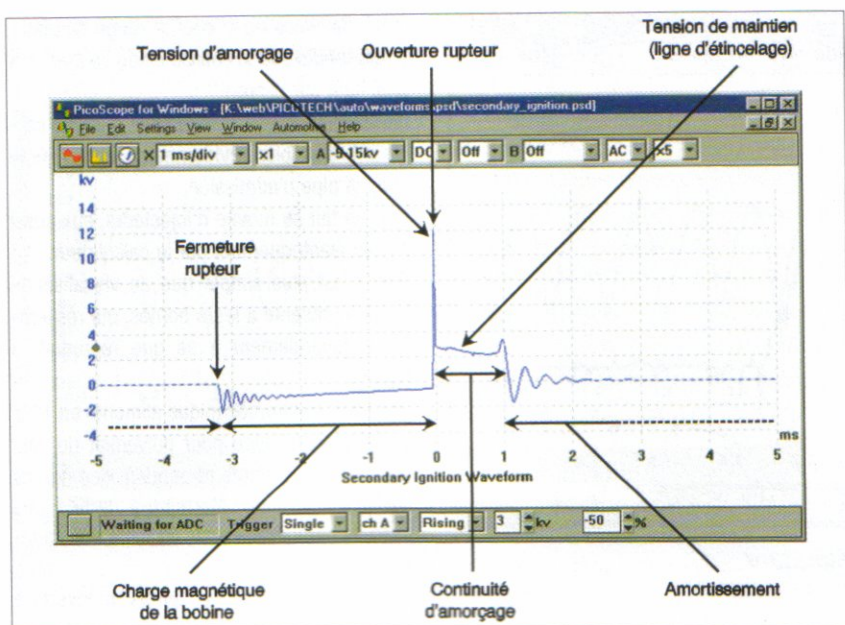 Tension d'amorçage
Ouverture rupteur
Tension de maintien
(ligne d'étincelage)
PicoScope for Windows - [K:\web\PICOTECH\auto\waveforms\psd\secondary_ignition.psd]
File Edit Settings View Window Automotive Help
X 1 ms/div x1 A -5-15kv DC Off B Off AC x5
kv
14
12
10
8
6
4
2
0
-2
-4
Fermeture
rupteur
ms
-5 -3 -2 -1 0 1 2 3 4 5
Secondary Ignition Waveform
Waiting for ADC Trigger Single ch A Rising 3 kv -50 %
Charge magnétique
de la bobine
Continuité
d'amorçage
Amortissement